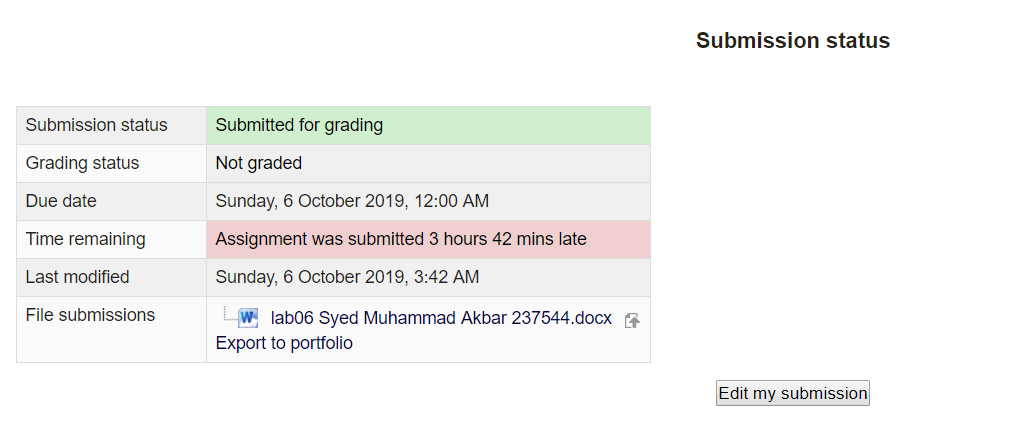 Submission status
Submission status Submitted for grading
Grading status Not graded
Due date Sunday, 6 October 2019, 12:00 AM
Time remaining Assignment was submitted 3 hours 42 mins late
Last modified Sunday, 6 October 2019, 3:42 AM
File submissions lab06 Syed Muhammad Akbar 237544.docx
Export to portfolio
Edit my submission